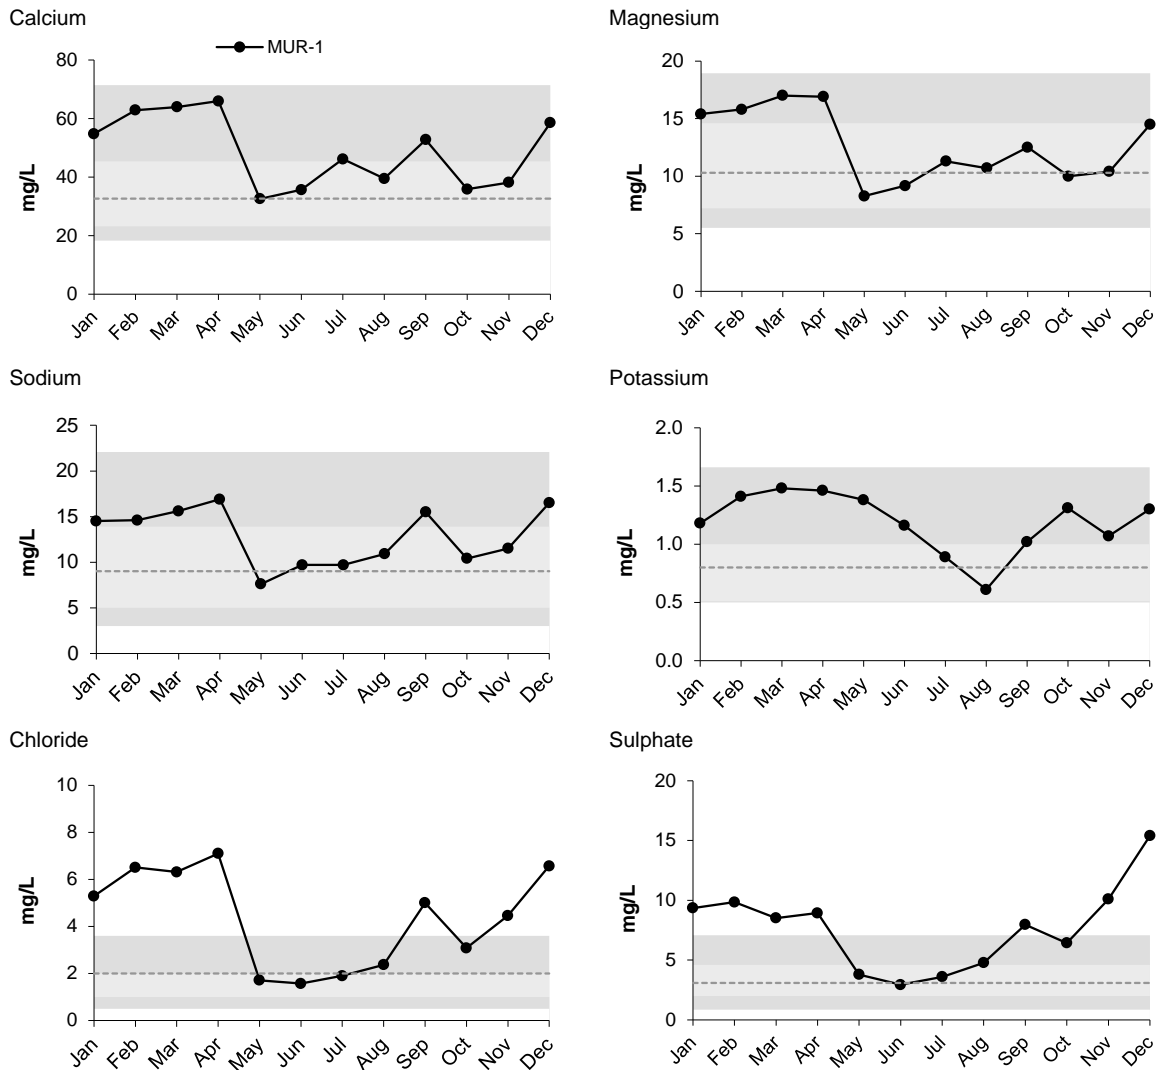 Calcium
MUR-1
mg/L
80
60
40
20
0
Jan Feb Mar Apr May Jun Jul Aug Sep Oct Nov Dec
Magnesium
mg/L
20
15
10
5
0
Jan Feb Mar Apr May Jun Jul Aug Sep Oct Nov Dec
Sodium
mg/L
25
20
15
10
5
0
Jan Feb Mar Apr May Jun Jul Aug Sep Oct Nov Dec
Potassium
mg/L
2.0
1.5
1.0
0.5
0.0
Jan Feb Mar Apr May Jun Jul Aug Sep Oct Nov Dec
Chloride
mg/L
10
8
6
4
2
0
Jan Feb Mar Apr May Jun Jul Aug Sep Oct Nov Dec
Sulphate
mg/L
20
15
10
5
0
Jan Feb Mar Apr May Jun Jul Aug Sep Oct Nov Dec